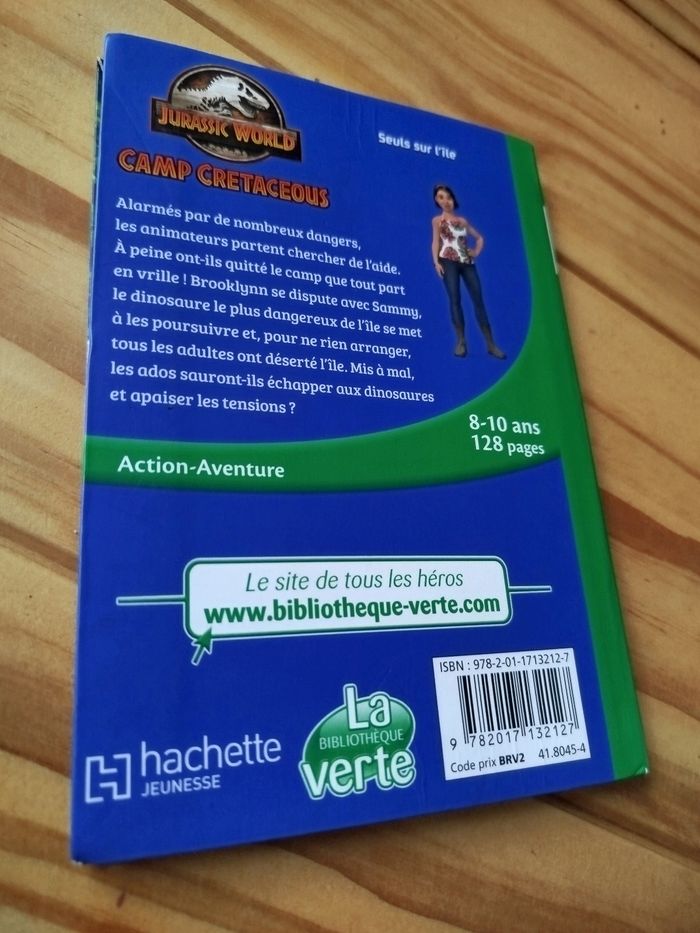 JURASSIC WORLD
CAMP CRETACEOUS
Seuls sur l'île
Alarmés par de nombreux dangers,
les animateurs partent chercher de l'aide.
À peine ont-ils quitté le camp que tout part
en vrille ! Brooklynn se dispute avec Sammy,
le dinosaure le plus dangereux de l'île se met
à les poursuivre et, pour ne rien arranger,
tous les adultes ont déserté l'île. Mis à mal,
les ados sauront-ils échapper aux dinosaures
et apaiser les tensions ?
8-10 ans
128 pages
Action-Aventure
Le site de tous les héros
www.bibliotheque-verte.com
ISBN : 978-2-01-1713212-7
9 782017 132127
Code prix BRV2 41.8045-4
hachette
JEUNESSE
La
BIBLIOTHÈQUE
verte